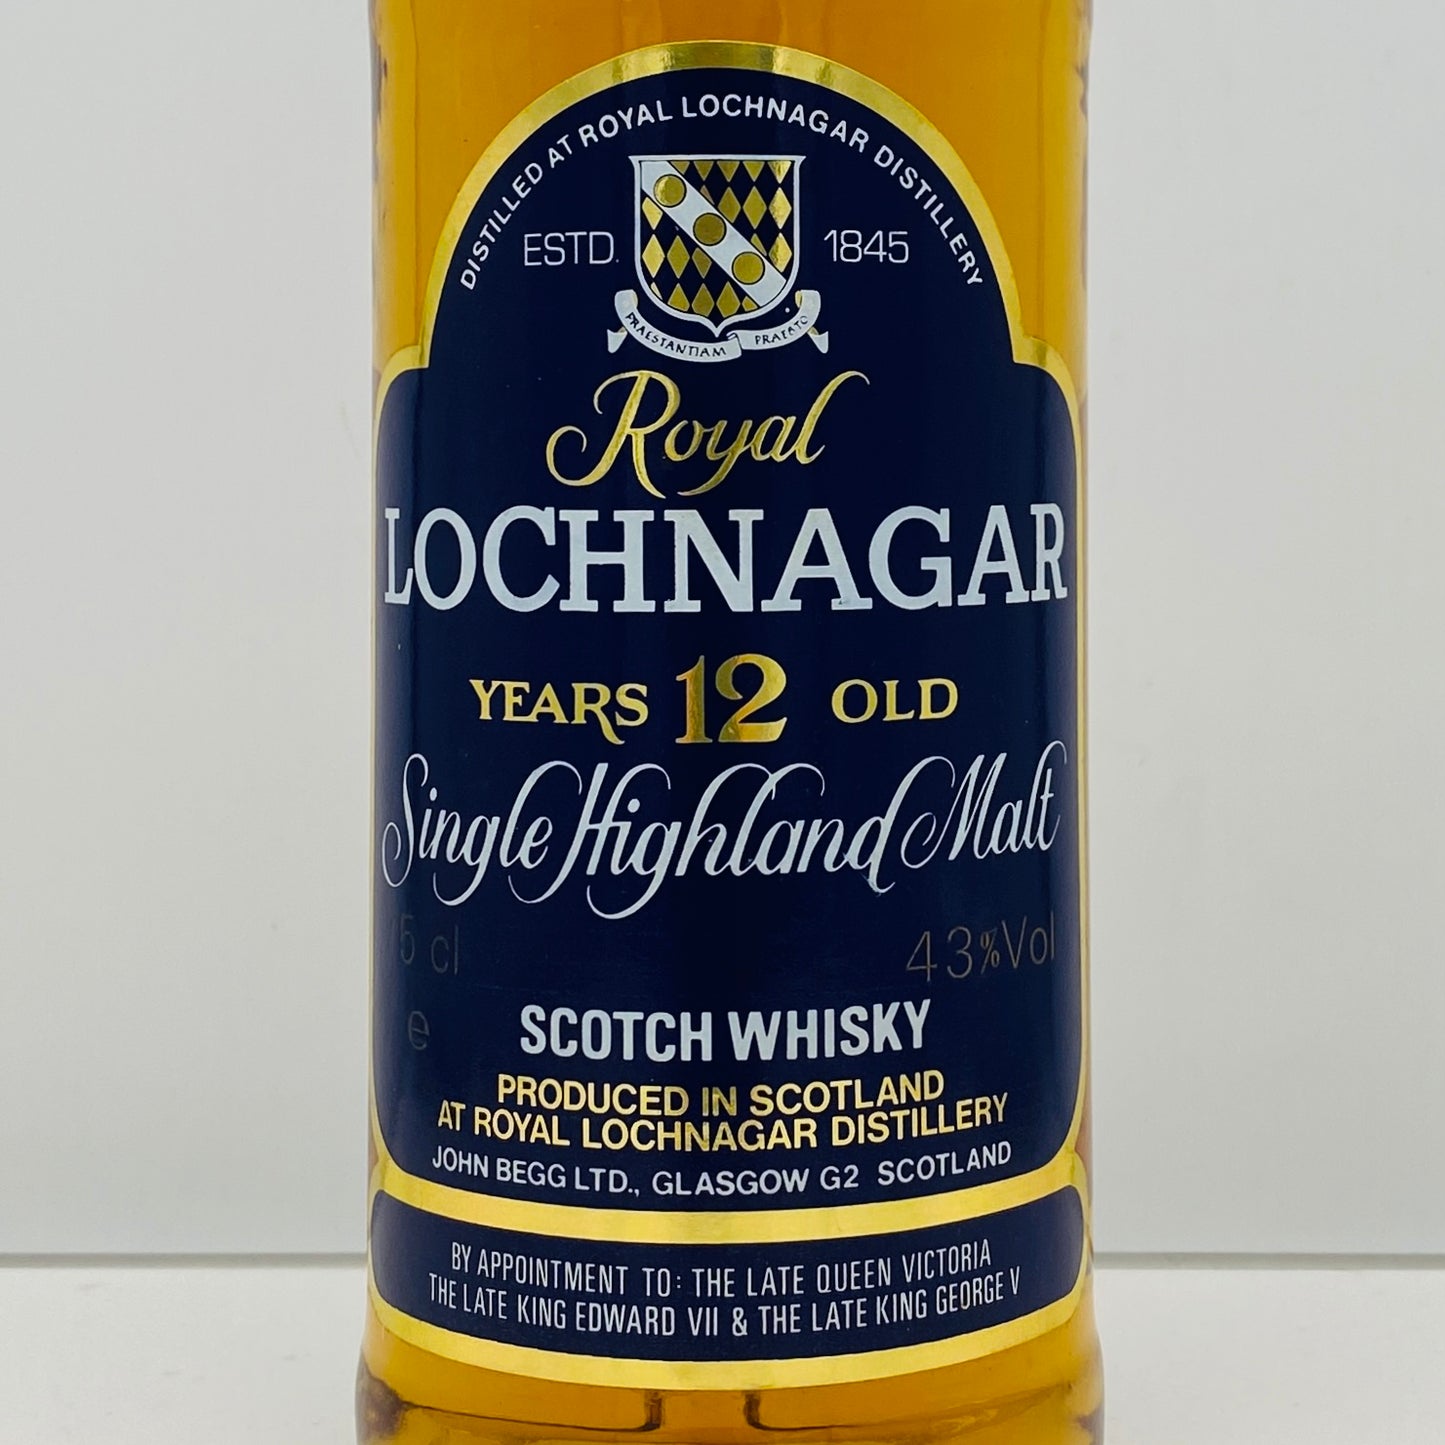 DISTILLED AT ROYAL LOCHNAGAR DISTILLERY
ESTD. 1845
PRAESTANTIAM
Royal
LOCHNAGAR
YEARS 12 OLD
Single Highland Malt
5 cl 43%Vol
e
SCOTCH WHISKY
PRODUCED IN SCOTLAND
AT ROYAL LOCHNAGAR DISTILLERY
JOHN BEGG LTD., GLASGOW G2 SCOTLAND
BY APPOINTMENT TO: THE LATE QUEEN VICTORIA
THE LATE KING EDWARD VII & THE LATE KING GEORGE V